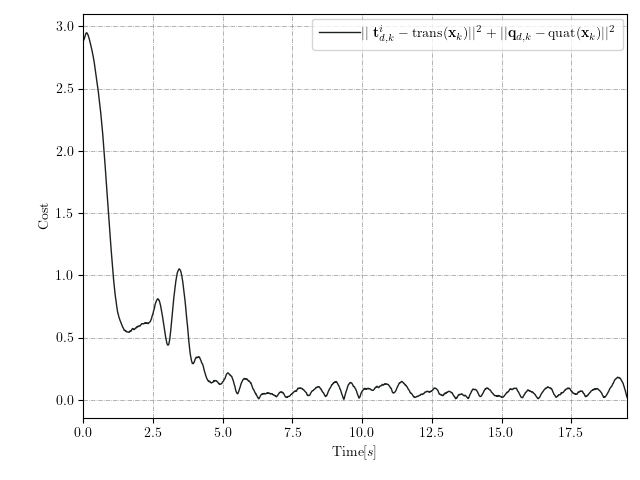 || t^i_{d,k} − trans(x_k)||^2 + ||q_{d,k} − quat(x_k)||^2
3.0
2.5
2.0
1.5
1.0
0.5
0.0
Cost
0.0 2.5 5.0 7.5 10.0 12.5 15.0 17.5
Time[s]